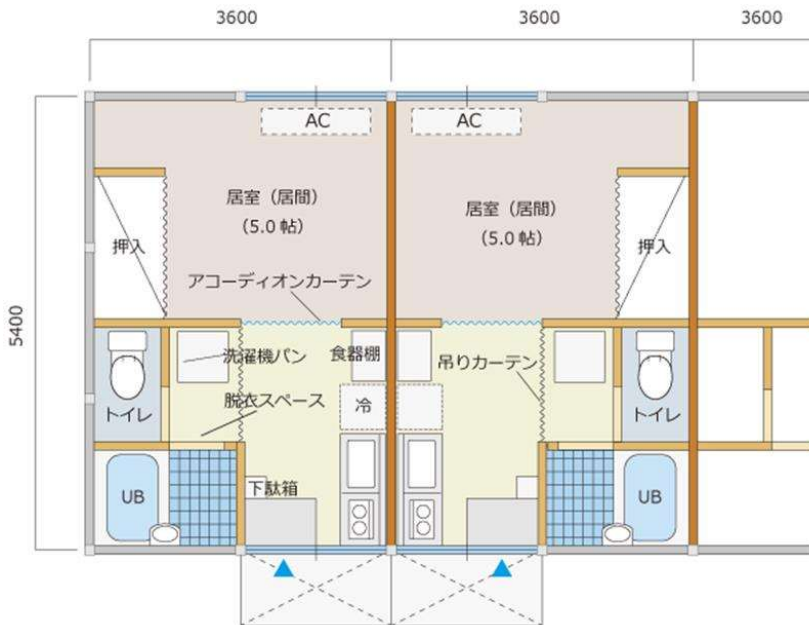 3600
3600
3600
AC
AC
居室（居間）
（5.0 帖）
居室（居間）
（5.0 帖）
押入
押入
アコーディオンカーテン
5400
洗濯機パン
食器棚
吊りカーテン
トイレ
脱衣スペース
冷
トイレ
UB
下駄箱
UB